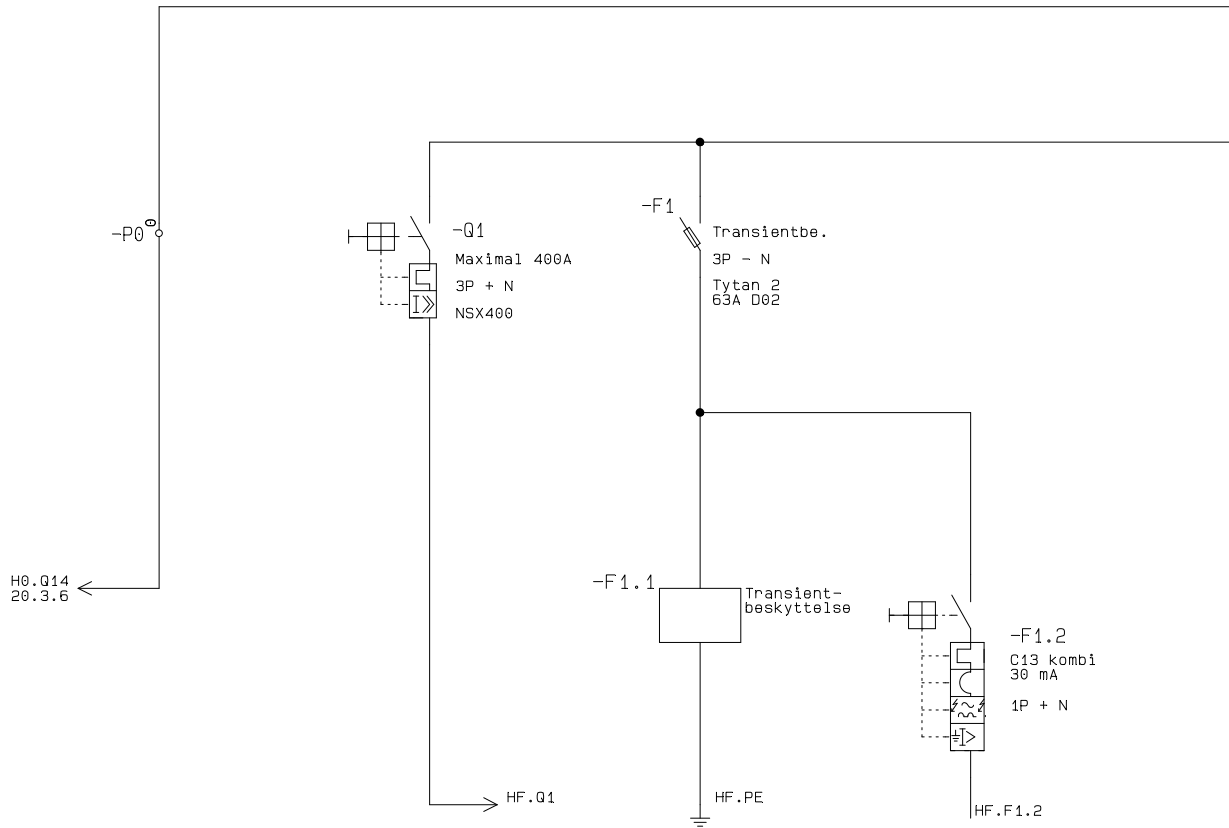 -P0
0
-Q1
Maximal 400A
3P + N
NSX400
-F1
Transientbe.
3P - N
Tytan 2
63A D02
H0.Q14
20.3.6
-F1.1
Transient-
beskyttelse
-F1.2
C13 kombi
30 mA
1P + N
HF.Q1
HF.PE
HF.F1.2